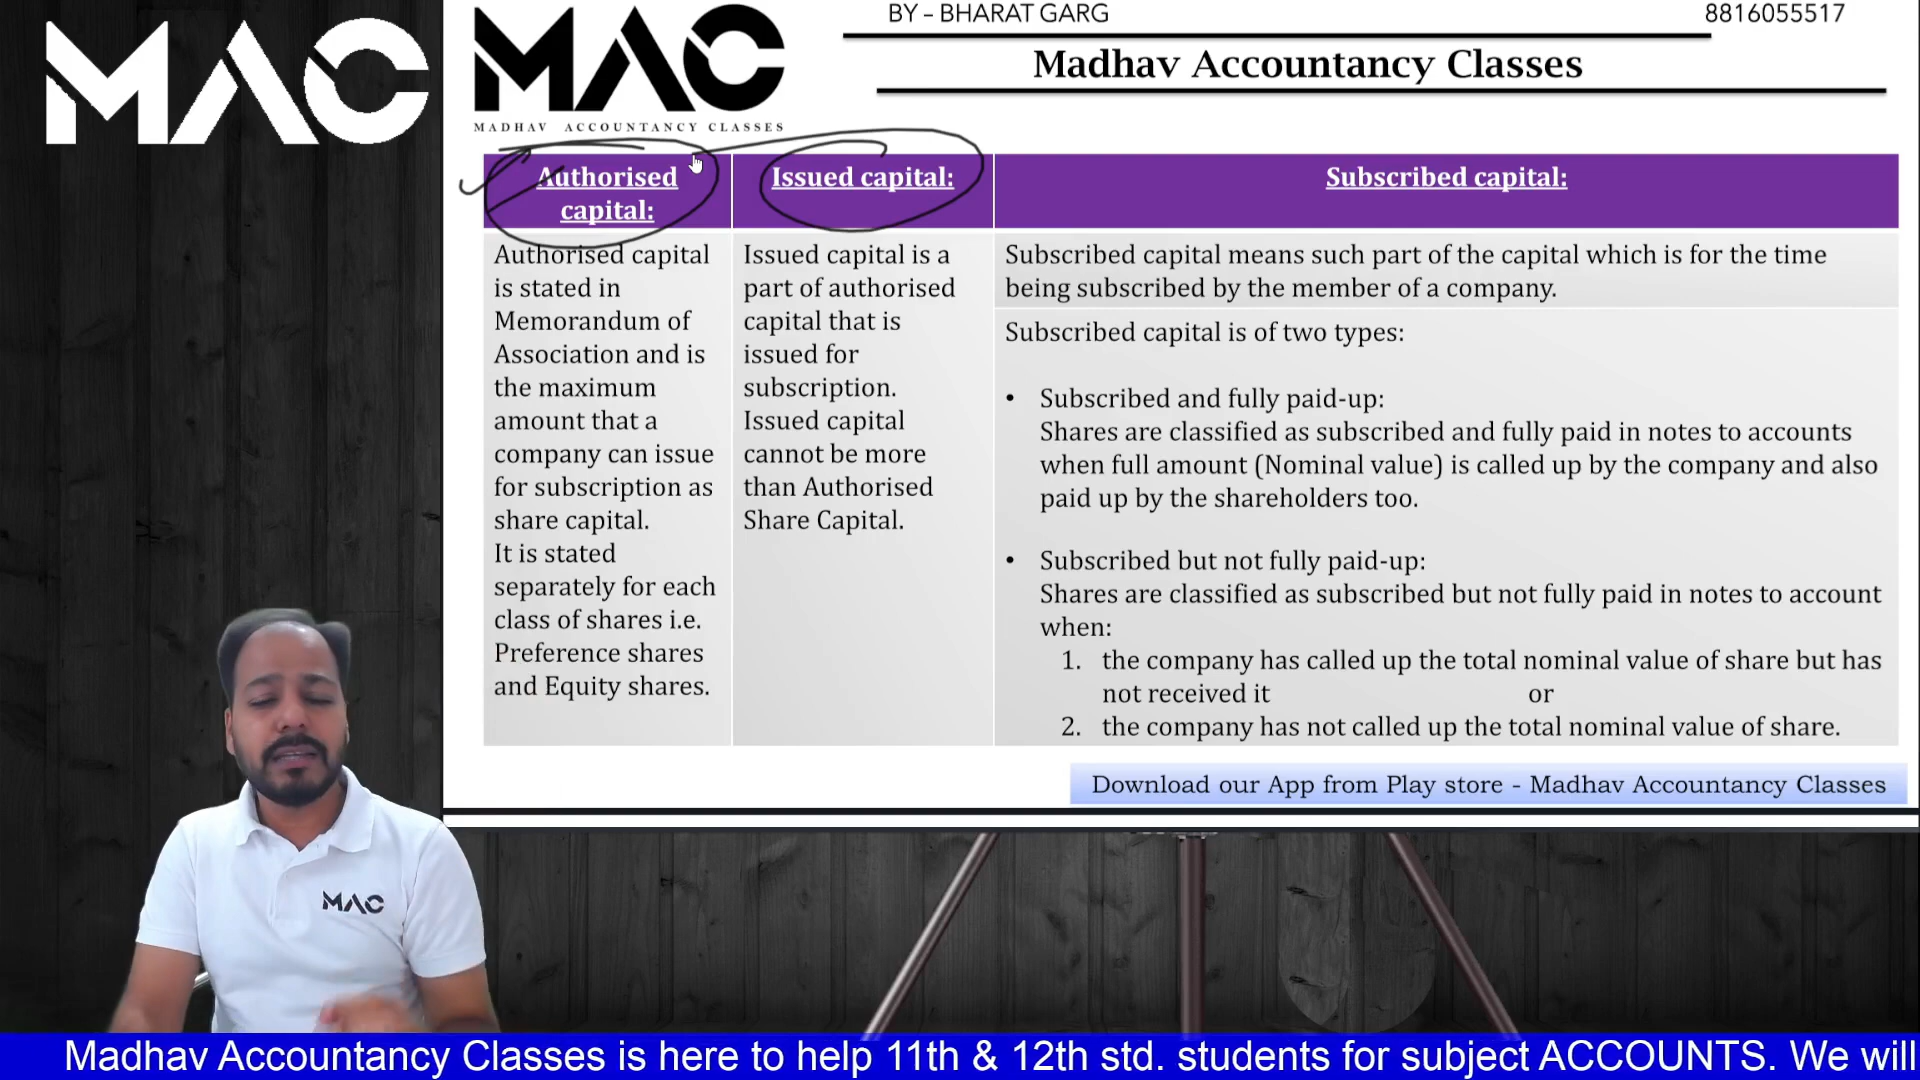 MAC
MAC
MADHAV ACCOUNTANCY CLASSES
BY – BHARAT GARG
8816055517
Madhav Accountancy Classes
Authorised
capital:
Issued capital:
Subscribed capital:
Authorised capital
is stated in
Memorandum of
Association and is
the maximum
amount that a
company can issue
for subscription as
share capital.
It is stated
separately for each
class of shares i.e.
Preference shares
and Equity shares.
Issued capital is a
part of authorised
capital that is
issued for
subscription.
Issued capital
cannot be more
than Authorised
Share Capital.
Subscribed capital means such part of the capital which is for the time
being subscribed by the member of a company.
Subscribed capital is of two types:
• Subscribed and fully paid-up:
Shares are classified as subscribed and fully paid in notes to accounts
when full amount (Nominal value) is called up by the company and also
paid up by the shareholders too.
• Subscribed but not fully paid-up:
Shares are classified as subscribed but not fully paid in notes to account
when:
1. the company has called up the total nominal value of share but has
not received it or
2. the company has not called up the total nominal value of share.
Download our App from Play store - Madhav Accountancy Classes
MAC
Madhav Accountancy Classes is here to help 11th & 12th std. students for subject ACCOUNTS. We will